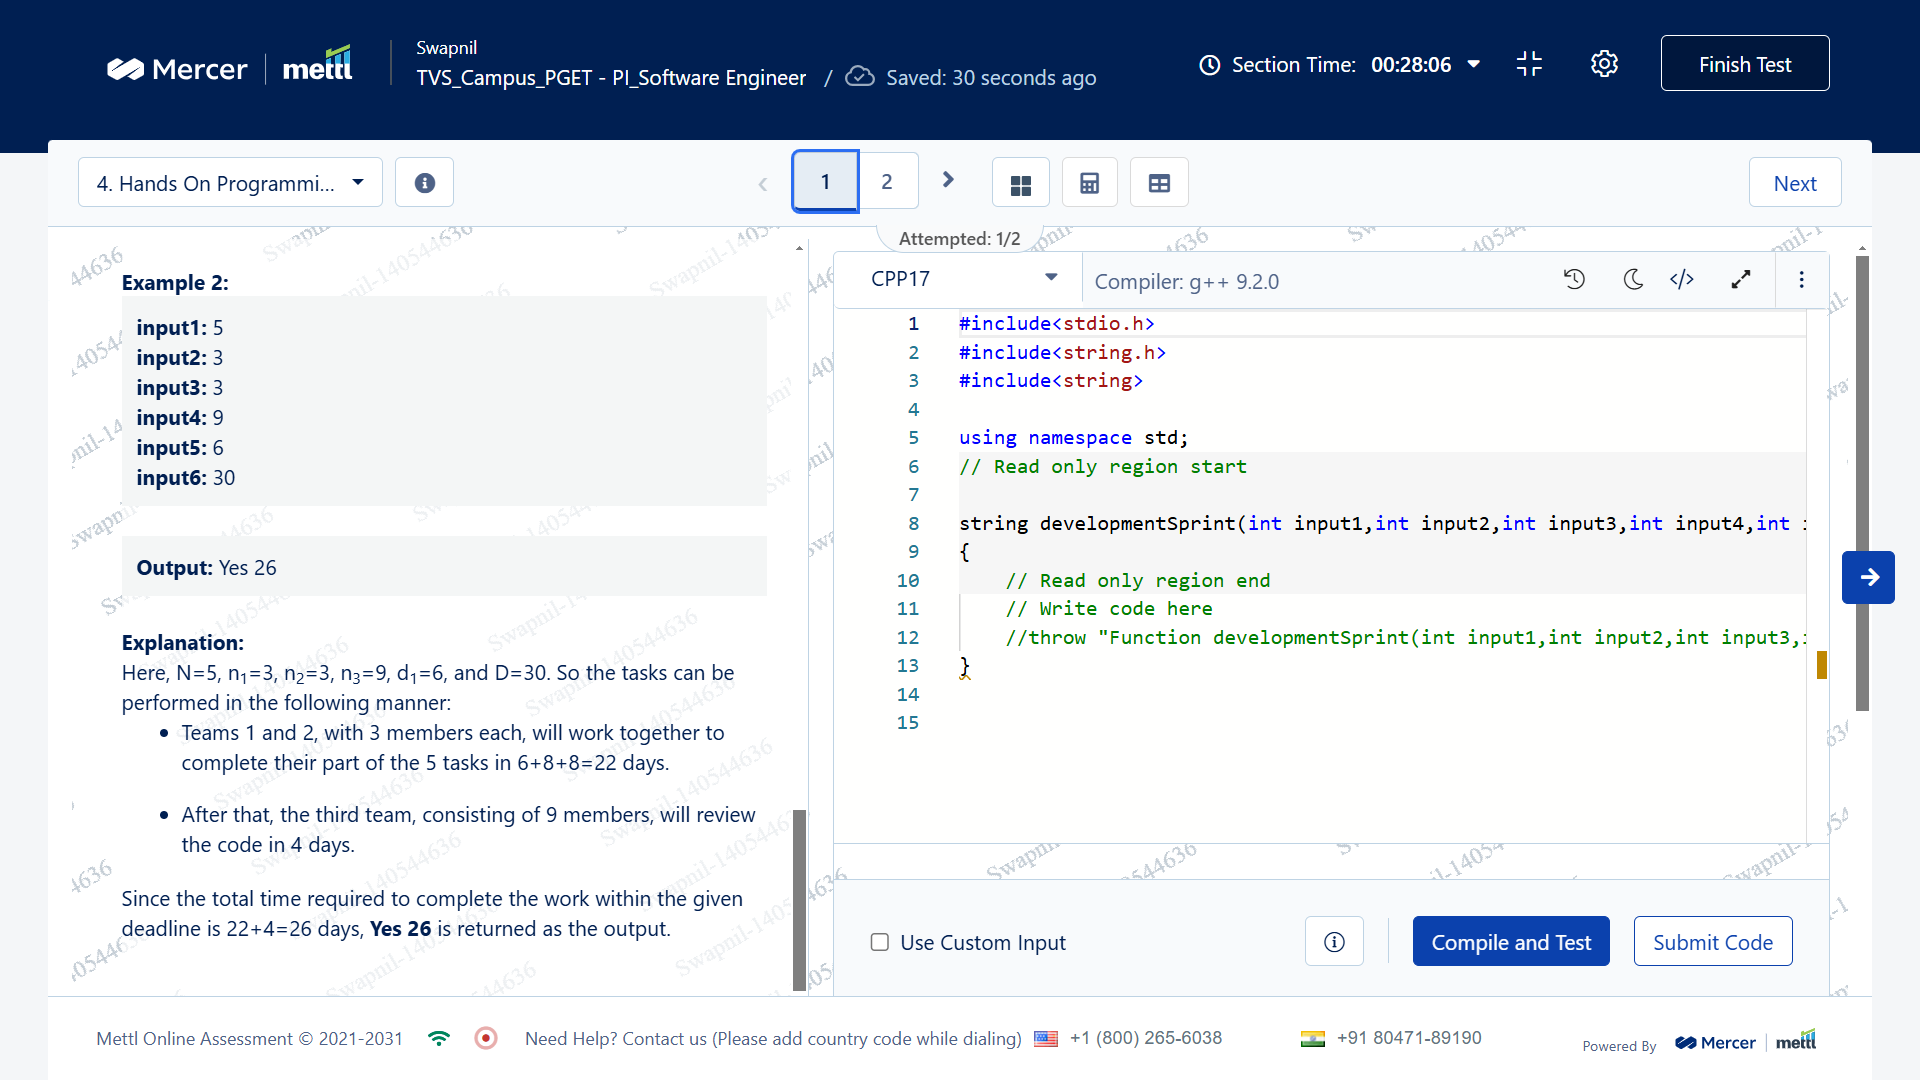 Mercer mettl
Swapnil
TVS_Campus_PGET - PI_Software Engineer / Saved: 30 seconds ago
Section Time: 00:28:06
Finish Test
4. Hands On Programmi...
1
2
Next
Attempted: 1/2
Example 2:
input1: 5
input2: 3
input3: 3
input4: 9
input5: 6
input6: 30
Output: Yes 26
Explanation:
Here, N=5, n1=3, n2=3, n3=9, d1=6, and D=30. So the tasks can be
performed in the following manner:
Teams 1 and 2, with 3 members each, will work together to
complete their part of the 5 tasks in 6+8+8=22 days.
After that, the third team, consisting of 9 members, will review
the code in 4 days.
Since the total time required to complete the work within the given
deadline is 22+4=26 days, Yes 26 is returned as the output.
CPP17
Compiler: g++ 9.2.0
1 #include<stdio.h>
2 #include<string.h>
3 #include<string>
4
5 using namespace std;
6 // Read only region start
7
8 string developmentSprint(int input1,int input2,int input3,int input4,int
9 {
10 // Read only region end
11 // Write code here
12 //throw "Function developmentSprint(int input1,int input2,int input3,
13 }
14
15
Use Custom Input
Compile and Test
Submit Code
Mettl Online Assessment © 2021-2031
Need Help? Contact us (Please add country code while dialing) +1 (800) 265-6038
+91 80471-89190
Powered By Mercer mettl
Swapnil-140544636